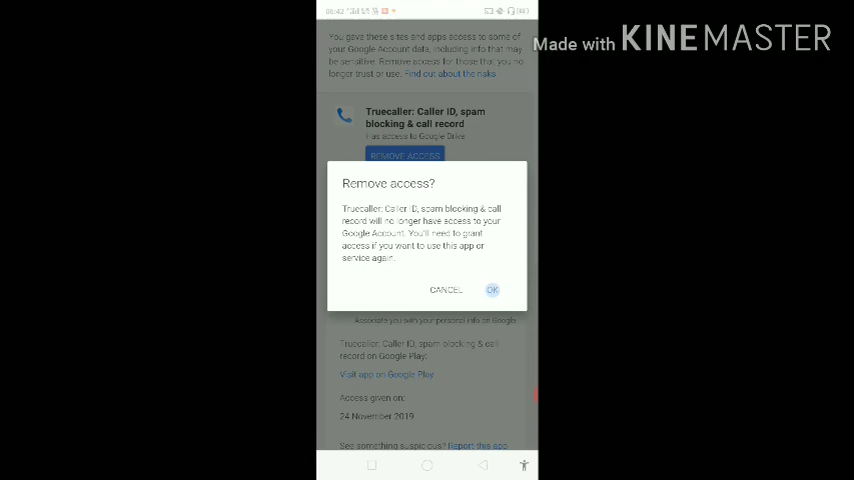 06:42
Made with KINEMASTER
You gave these sites and apps access to some of
your Google Account data, including info that may
be sensitive. Remove access for those that you no
longer trust or use. Find out about the risks
Truecaller: Caller ID, spam
blocking & call record
Has access to Google Drive
REMOVE ACCESS
Remove access?
Truecaller: Caller ID, spam blocking & call
record will no longer have access to your
Google Account. You'll need to grant
access if you want to use this app or
service again.
CANCEL OK
Associate you with your personal info on Google
Truecaller: Caller ID, spam blocking & call
record on Google Play:
Visit app on Google Play
Access given on:
24 November 2019
See something suspicious? Report this app